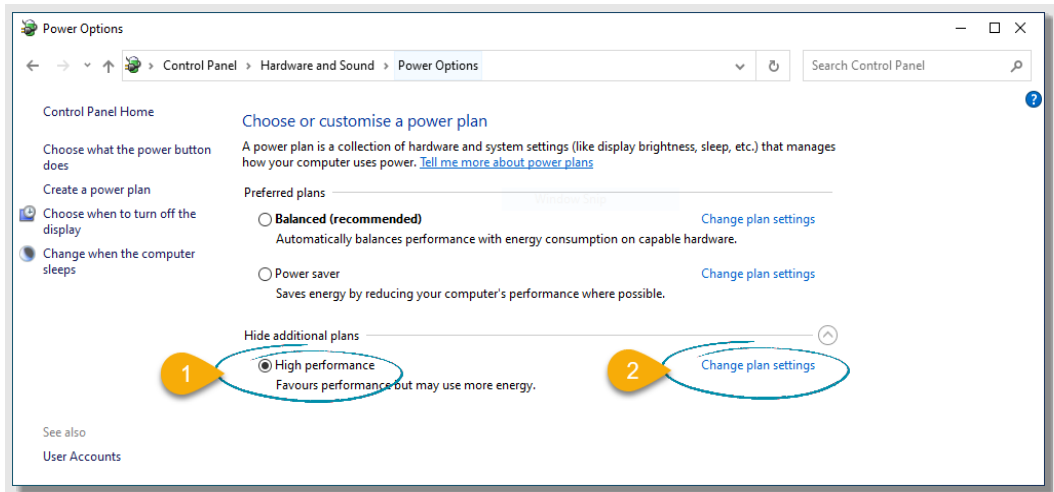 Power Options
Control Panel > Hardware and Sound > Power Options
Search Control Panel
?
Control Panel Home
Choose what the power button
does
Create a power plan
Choose when to turn off the
display
Change when the computer
sleeps
Choose or customise a power plan
A power plan is a collection of hardware and system settings (like display brightness, sleep, etc.) that manages
how your computer uses power. Tell me more about power plans
Preferred plans
Window Snip
Balanced (recommended)
Change plan settings
Automatically balances performance with energy consumption on capable hardware.
Power saver
Change plan settings
Saves energy by reducing your computer's performance where possible.
Hide additional plans
1
High performance
2
Change plan settings
Favours performance but may use more energy.
See also
User Accounts